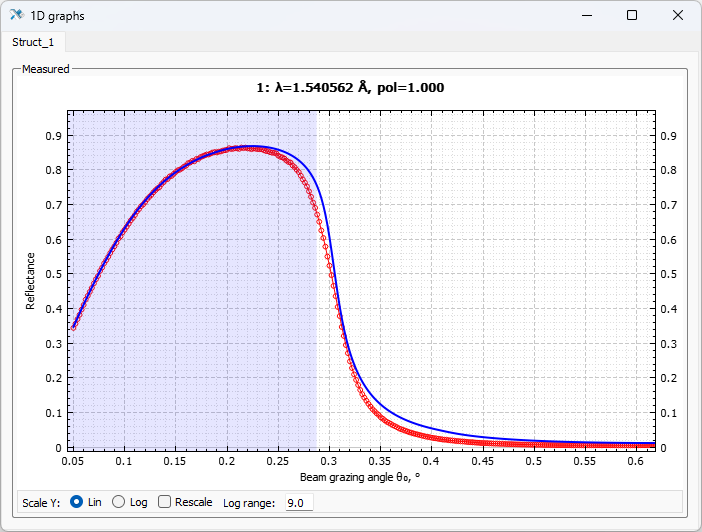 1D graphs
Struct_1
Measured
1: λ=1.540562 Å, pol=1.000
0.9 0.9
0.8 0.8
0.7 0.7
0.6 0.6
0.5 0.5
0.4 0.4
0.3 0.3
0.2 0.2
0.1 0.1
0 0
Reflectance
0.05 0.1 0.15 0.2 0.25 0.3 0.35 0.4 0.45 0.5 0.55 0.6
Beam grazing angle θ₀, °
Scale Y: Lin Log Rescale Log range: 9.0